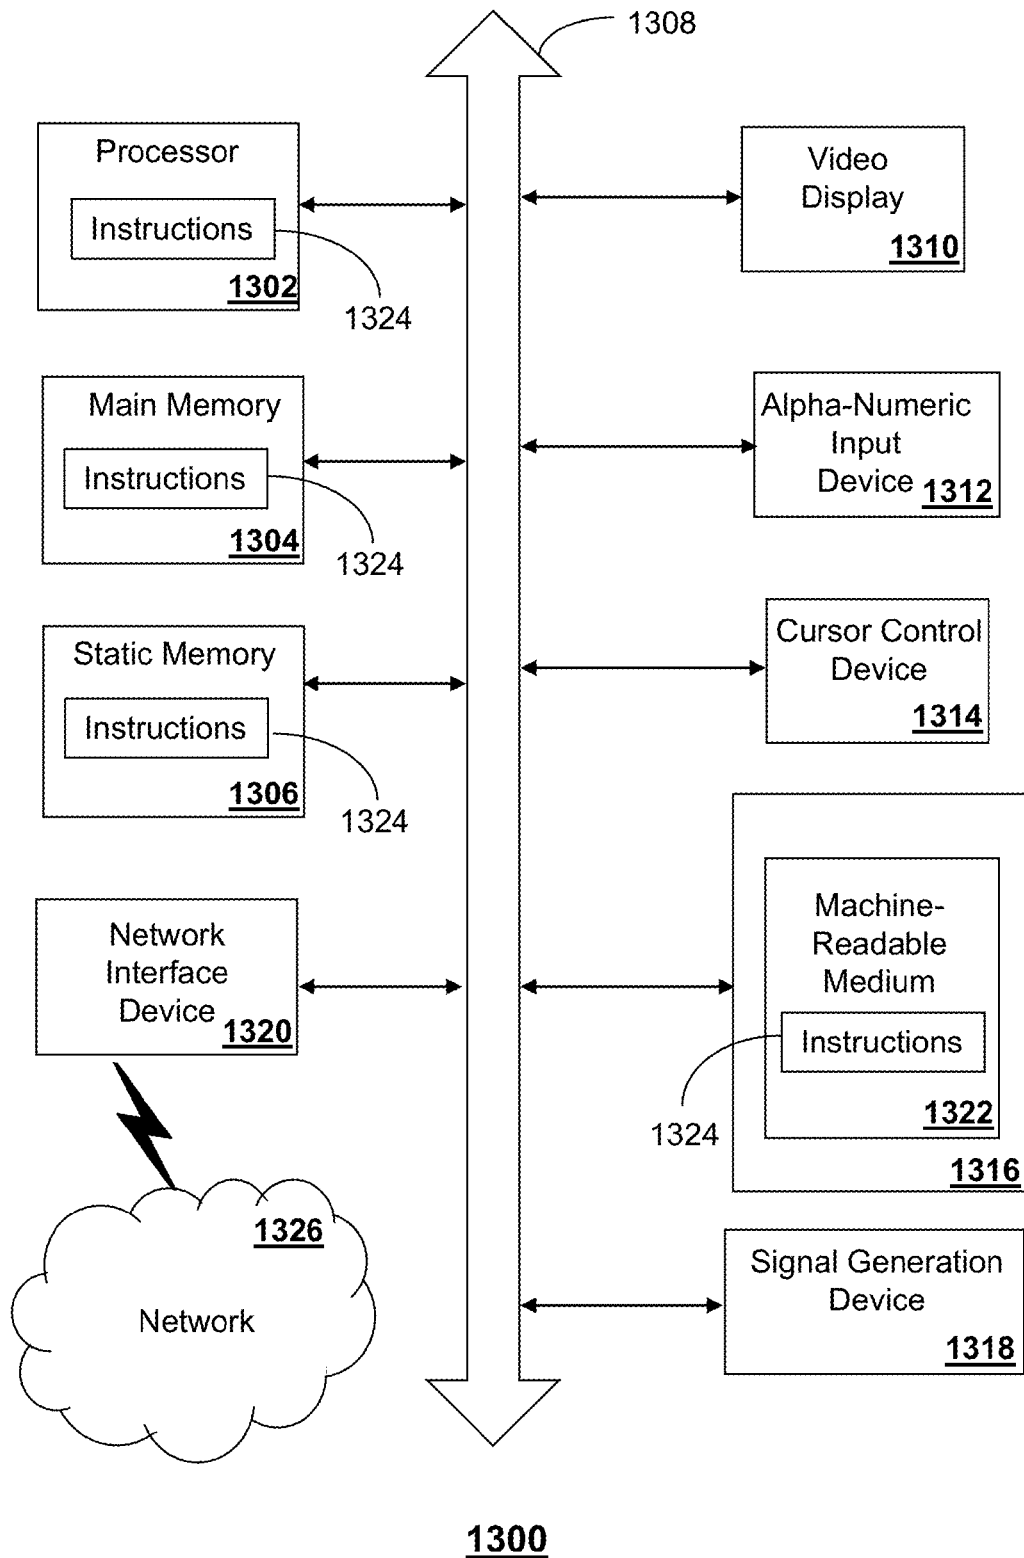 1308
Processor
Instructions
1302
1324
Main Memory
Instructions
1304
1324
Static Memory
Instructions
1306
1324
Network
Interface
Device
1320
1326
Network
Video
Display
1310
Alpha-Numeric
Input
Device
1312
Cursor Control
Device
1314
Machine-
Readable
Medium
Instructions
1322
1324
1316
Signal Generation
Device
1318
1300